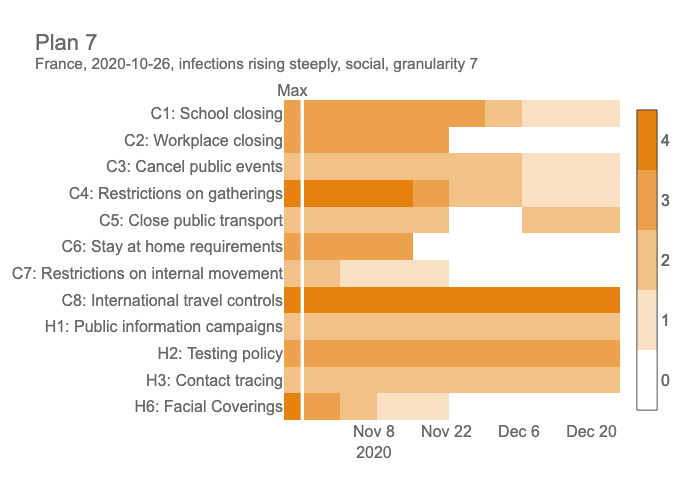 Plan 7
France, 2020-10-26, infections rising steeply, social, granularity 7
Max
C1: School closing
C2: Workplace closing
C3: Cancel public events
C4: Restrictions on gatherings
C5: Close public transport
C6: Stay at home requirements
C7: Restrictions on internal movement
C8: International travel controls
H1: Public information campaigns
H2: Testing policy
H3: Contact tracing
H6: Facial Coverings
Nov 8 Nov 22 Dec 6 Dec 20
2020
4
3
2
1
0